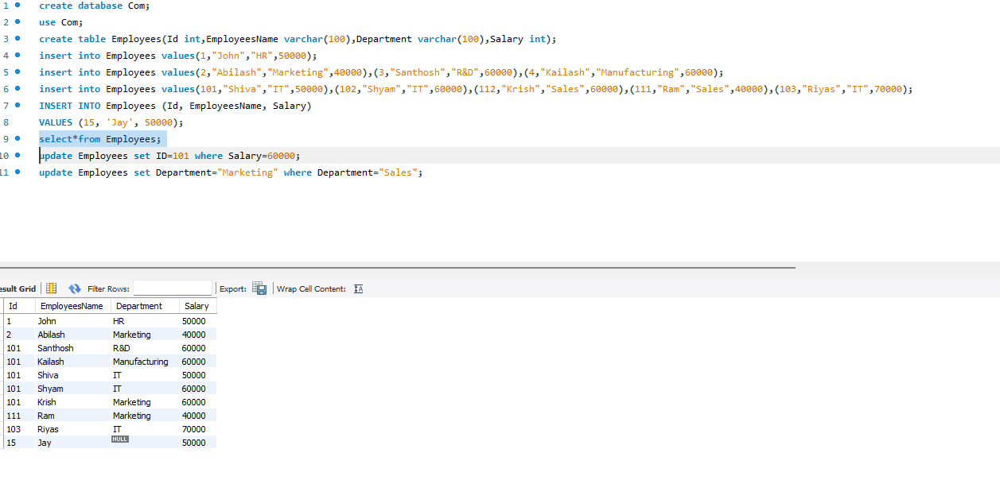 1 create database Com;
2 use Com;
3 create table Employees(Id int,EmployeesName varchar(100),Department varchar(100),Salary int);
4 insert into Employees values(1,"John","HR",50000);
5 insert into Employees values(2,"Abilash","Marketing",40000),(3,"Santhosh","R&D",60000),(4,"Kailash","Manufacturing",60000);
6 insert into Employees values(101,"Shiva","IT",50000),(102,"Shyam","IT",60000),(112,"Krish","Sales",60000),(111,"Ram","Sales",40000),(103,"Riyas","IT",70000);
7 INSERT INTO Employees (Id, EmployeesName, Salary)
8 VALUES (15, 'Jay', 50000);
9 select*from Employees;
10 update Employees set ID=101 where Salary=60000;
11 update Employees set Department="Marketing" where Department="Sales";
esult Grid Filter Rows: Export: Wrap Cell Content: IA
Id EmployeesName Department Salary
1 John HR 50000
2 Abilash Marketing 40000
101 Santhosh R&D 60000
101 Kailash Manufacturing 60000
101 Shiva IT 50000
101 Shyam IT 60000
101 Krish Marketing 60000
111 Ram Marketing 40000
103 Riyas IT 70000
15 Jay NULL 50000